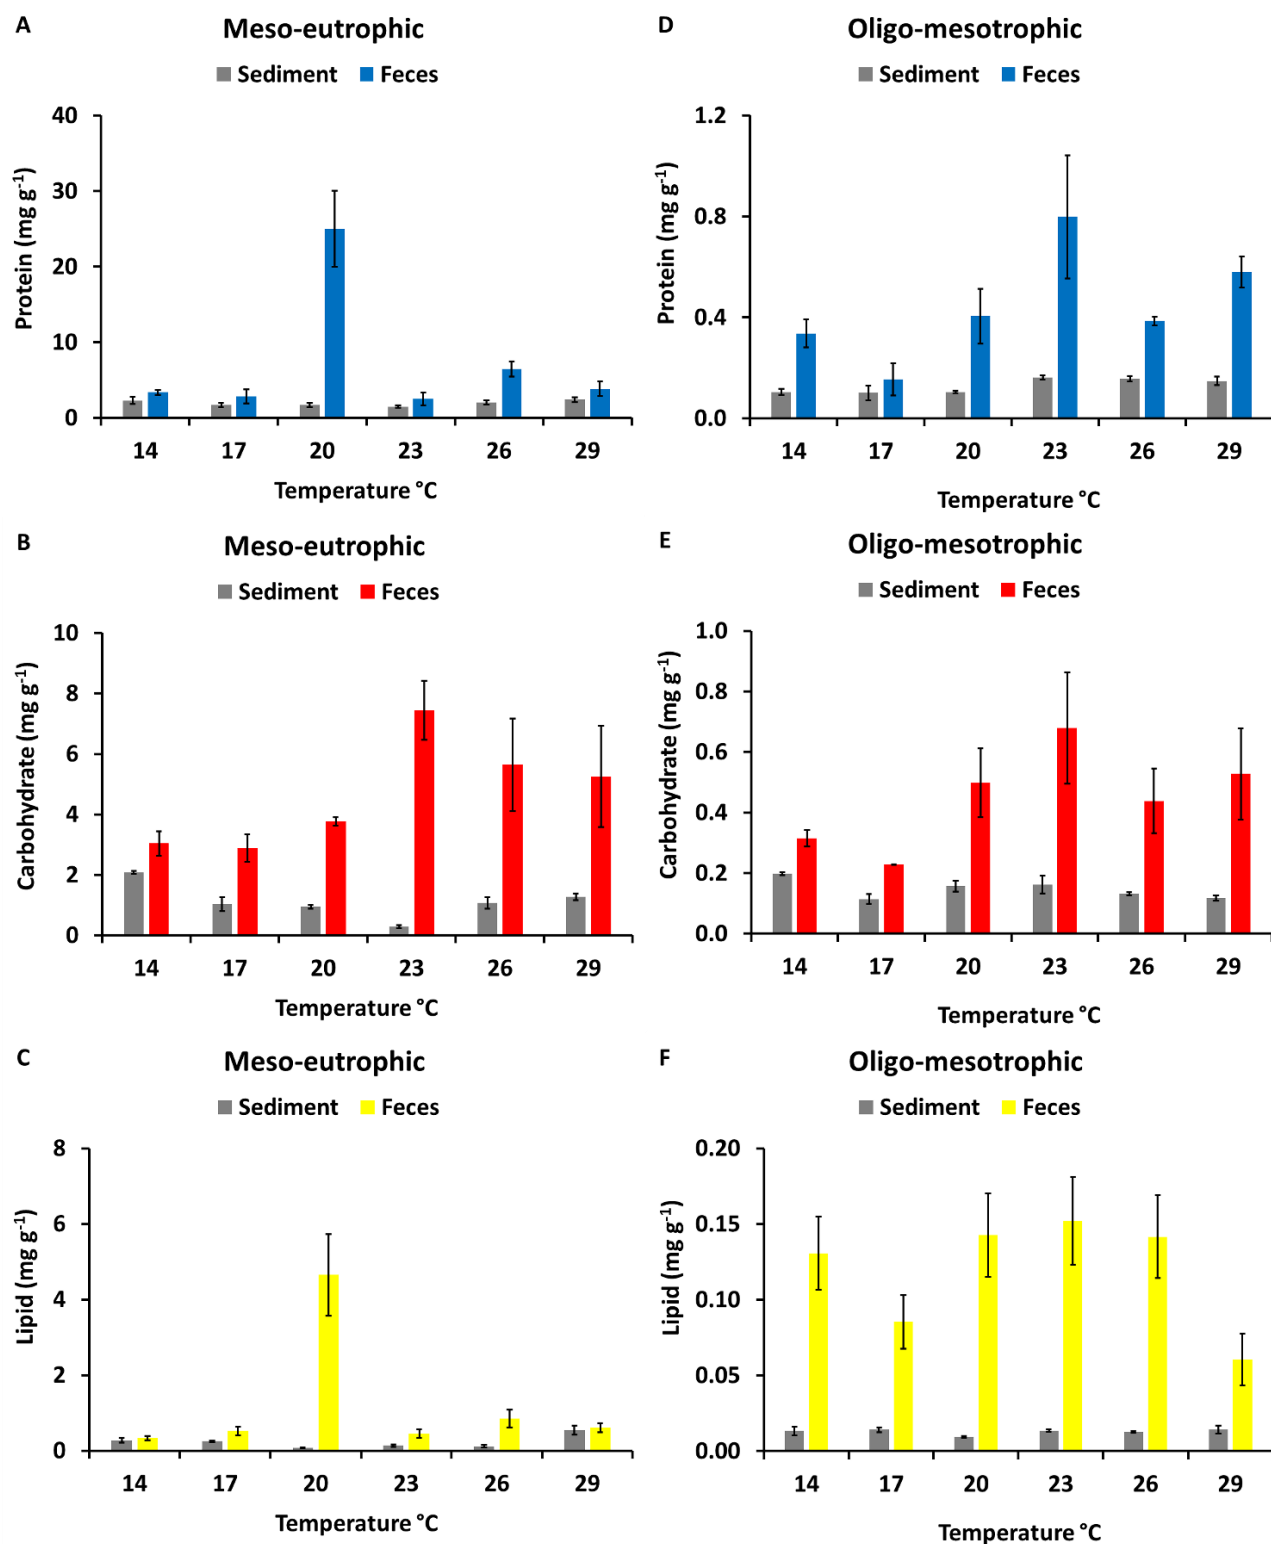 A
Meso-eutrophic
Sediment Feces
Protein (mg g-1)
40
30
20
10
0
14 17 20 23 26 29
Temperature °C
D
Oligo-mesotrophic
Sediment Feces
Protein (mg g-1)
1.2
0.8
0.4
0.0
14 17 20 23 26 29
Temperature °C
B
Meso-eutrophic
Sediment Feces
Carbohydrate (mg g-1)
10
8
6
4
2
0
14 17 20 23 26 29
Temperature °C
E
Oligo-mesotrophic
Sediment Feces
Carbohydrate (mg g-1)
1.0
0.8
0.6
0.4
0.2
0.0
14 17 20 23 26 29
Temperature °C
C
Meso-eutrophic
Sediment Feces
Lipid (mg g-1)
8
6
4
2
0
14 17 20 23 26 29
Temperature °C
F
Oligo-mesotrophic
Sediment Feces
Lipid (mg g-1)
0.20
0.15
0.10
0.05
0.00
14 17 20 23 26 29
Temperature °C